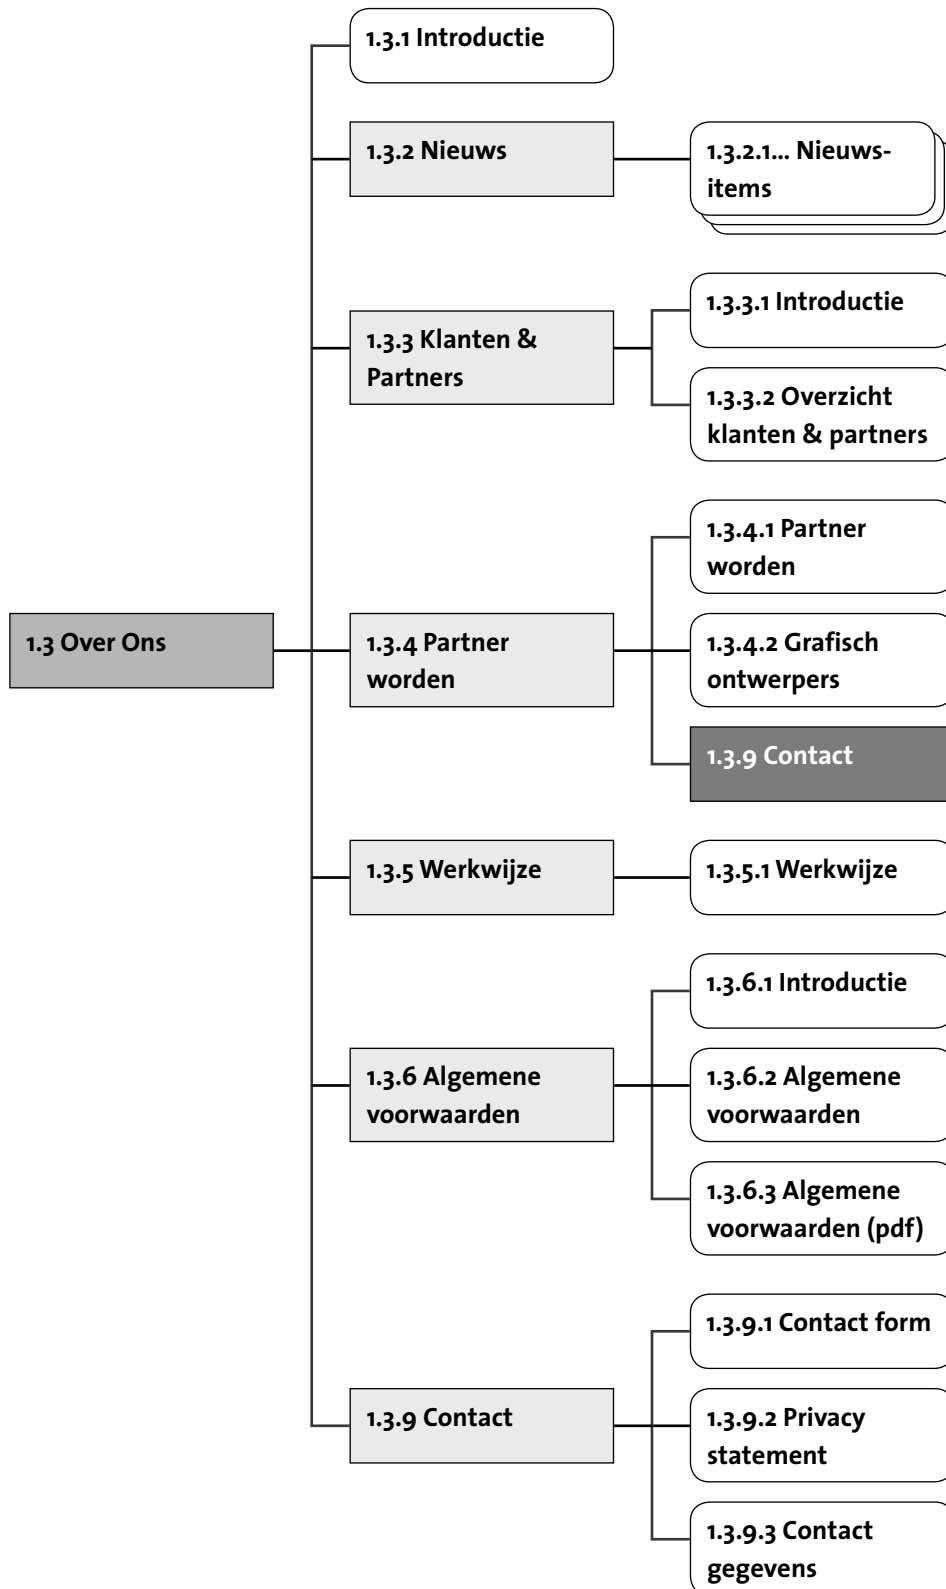 1.3.1 Introductie
1.3.2 Nieuws
1.3.2.1... Nieuws-
items
1.3.3 Klanten &
Partners
1.3.3.1 Introductie
1.3.3.2 Overzicht
klanten & partners
1.3 Over Ons
1.3.4 Partner
worden
1.3.4.1 Partner
worden
1.3.4.2 Grafisch
ontwerpers
1.3.9 Contact
1.3.5 Werkwijze
1.3.5.1 Werkwijze
1.3.6 Algemene
voorwaarden
1.3.6.1 Introductie
1.3.6.2 Algemene
voorwaarden
1.3.6.3 Algemene
voorwaarden (pdf)
1.3.9 Contact
1.3.9.1 Contact form
1.3.9.2 Privacy
statement
1.3.9.3 Contact
gegevens